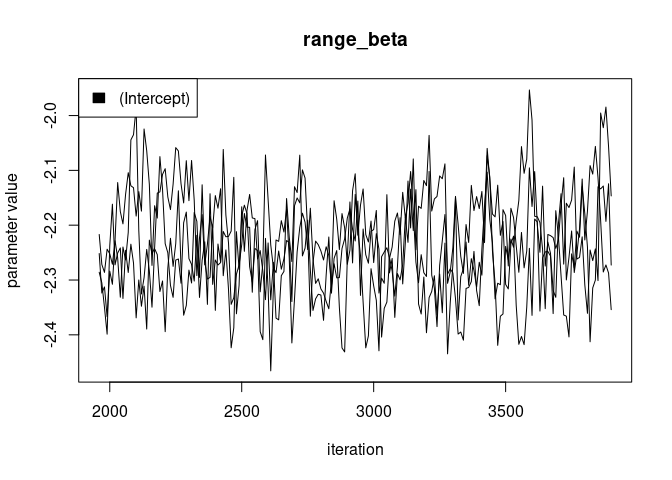 range_beta
(Intercept)
parameter value
-2.0
-2.1
-2.2
-2.3
-2.4
2000
2500
3000
3500
iteration